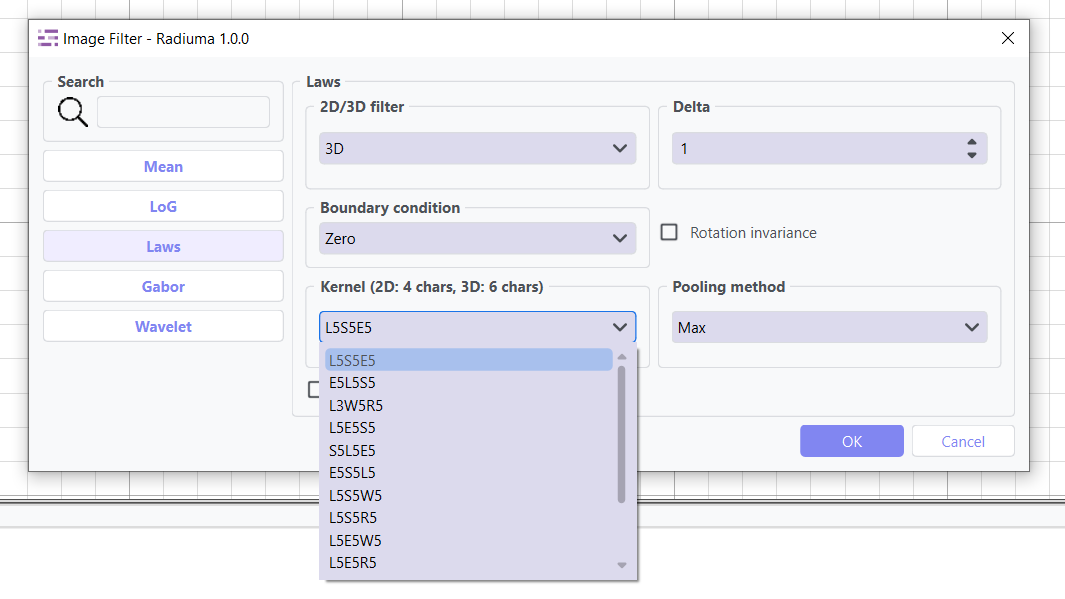 Image Filter - Radiuma 1.0.0
Search
Mean
LoG
Laws
Gabor
Wavelet
Laws
2D/3D filter
3D
Delta
1
Boundary condition
Zero
Rotation invariance
Kernel (2D: 4 chars, 3D: 6 chars)
L5S5E5
Pooling method
Max
L5S5E5
E5L5S5
L3W5R5
L5E5S5
S5L5E5
E5S5L5
L5S5W5
L5S5R5
L5E5W5
L5E5R5
OK
Cancel